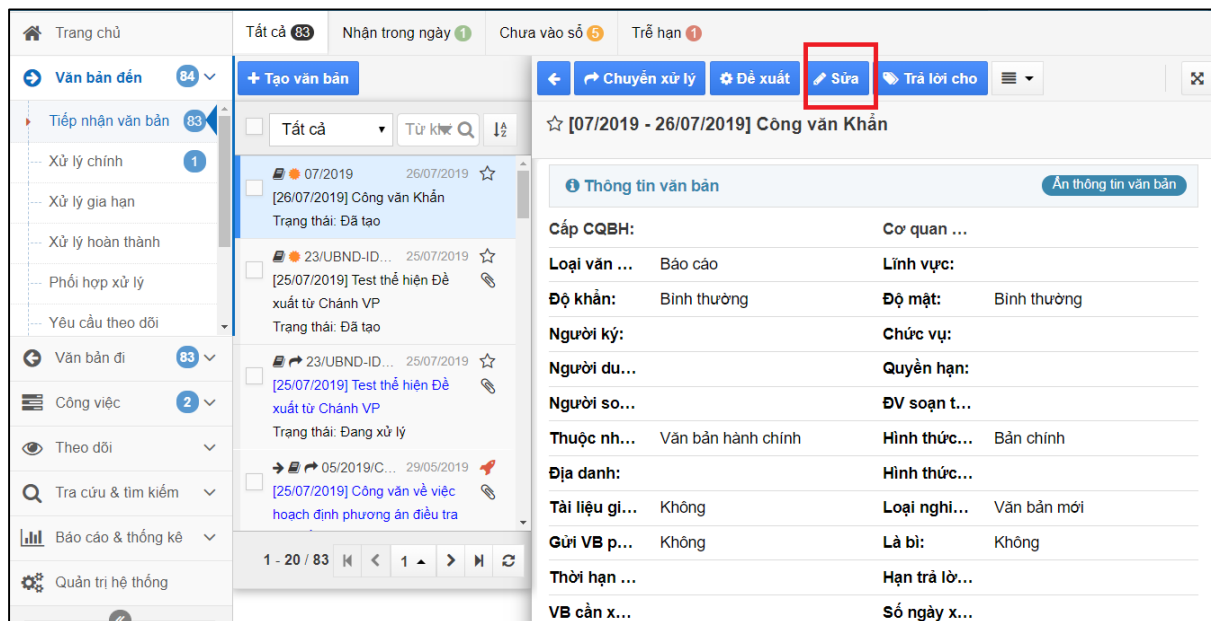 Trang chủ
Văn bản đến 84
Tiếp nhận văn bản 83
Xử lý chính 1
Xử lý gia hạn
Xử lý hoàn thành
Phối hợp xử lý
Yêu cầu theo dõi
Văn bản đi 83
Công việc 2
Theo dõi
Tra cứu & tìm kiếm
Báo cáo & thống kê
Quản trị hệ thống
Tất cả 83 Nhận trong ngày 1 Chưa vào sổ 5 Trễ hạn 1
+ Tạo văn bản
Tất cả Từ kh
07/2019 26/07/2019
[26/07/2019] Công văn Khẩn
Trạng thái: Đã tạo
23/UBND-ID... 25/07/2019
[25/07/2019] Test thể hiện Đề
xuất từ Chánh VP
Trạng thái: Đã tạo
23/UBND-ID... 25/07/2019
[25/07/2019] Test thể hiện Đề
xuất từ Chánh VP
Trạng thái: Đang xử lý
05/2019/C... 29/05/2019
[25/07/2019] Công văn về việc
hoạch định phương án điều tra
1 - 20 / 83 1
Chuyển xử lý Đề xuất Sửa Trả lời cho
[07/2019 - 26/07/2019] Công văn Khẩn
Thông tin văn bản Ẩn thông tin văn bản
Cấp CQBH: Cơ quan ...
Loại văn ... Báo cáo Lĩnh vực:
Độ khẩn: Bình thường Độ mật: Bình thường
Người ký: Chức vụ:
Người du... Quyền hạn:
Người so... ĐV soạn t...
Thuộc nh... Văn bản hành chính Hình thức... Bản chính
Địa danh: Hình thức...
Tài liệu gi... Không Loại nghi... Văn bản mới
Gửi VB p... Không Là bì: Không
Thời hạn ... Hạn trả lờ...
VB cần x... Số ngày x...